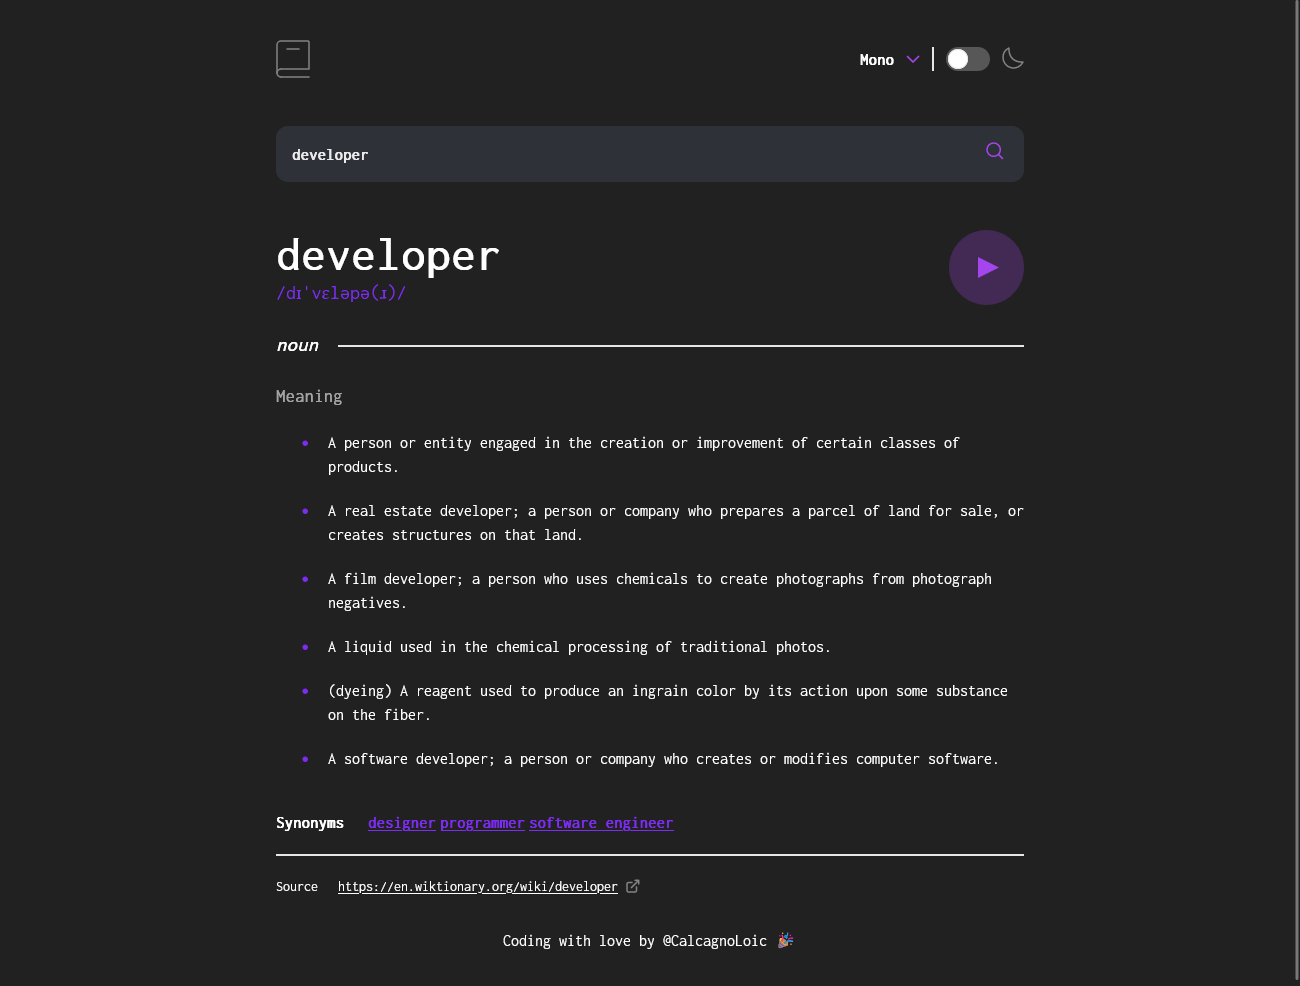 Mono
developer
developer
/dɪˈvɛləpə(ɹ)/
noun
Meaning
A person or entity engaged in the creation or improvement of certain classes of
products.
A real estate developer; a person or company who prepares a parcel of land for sale, or
creates structures on that land.
A film developer; a person who uses chemicals to create photographs from photograph
negatives.
A liquid used in the chemical processing of traditional photos.
(dyeing) A reagent used to produce an ingrain color by its action upon some substance
on the fiber.
A software developer; a person or company who creates or modifies computer software.
Synonyms designer programmer software engineer
Source https://en.wiktionary.org/wiki/developer
Coding with love by @CalcagnoLoic 🎉